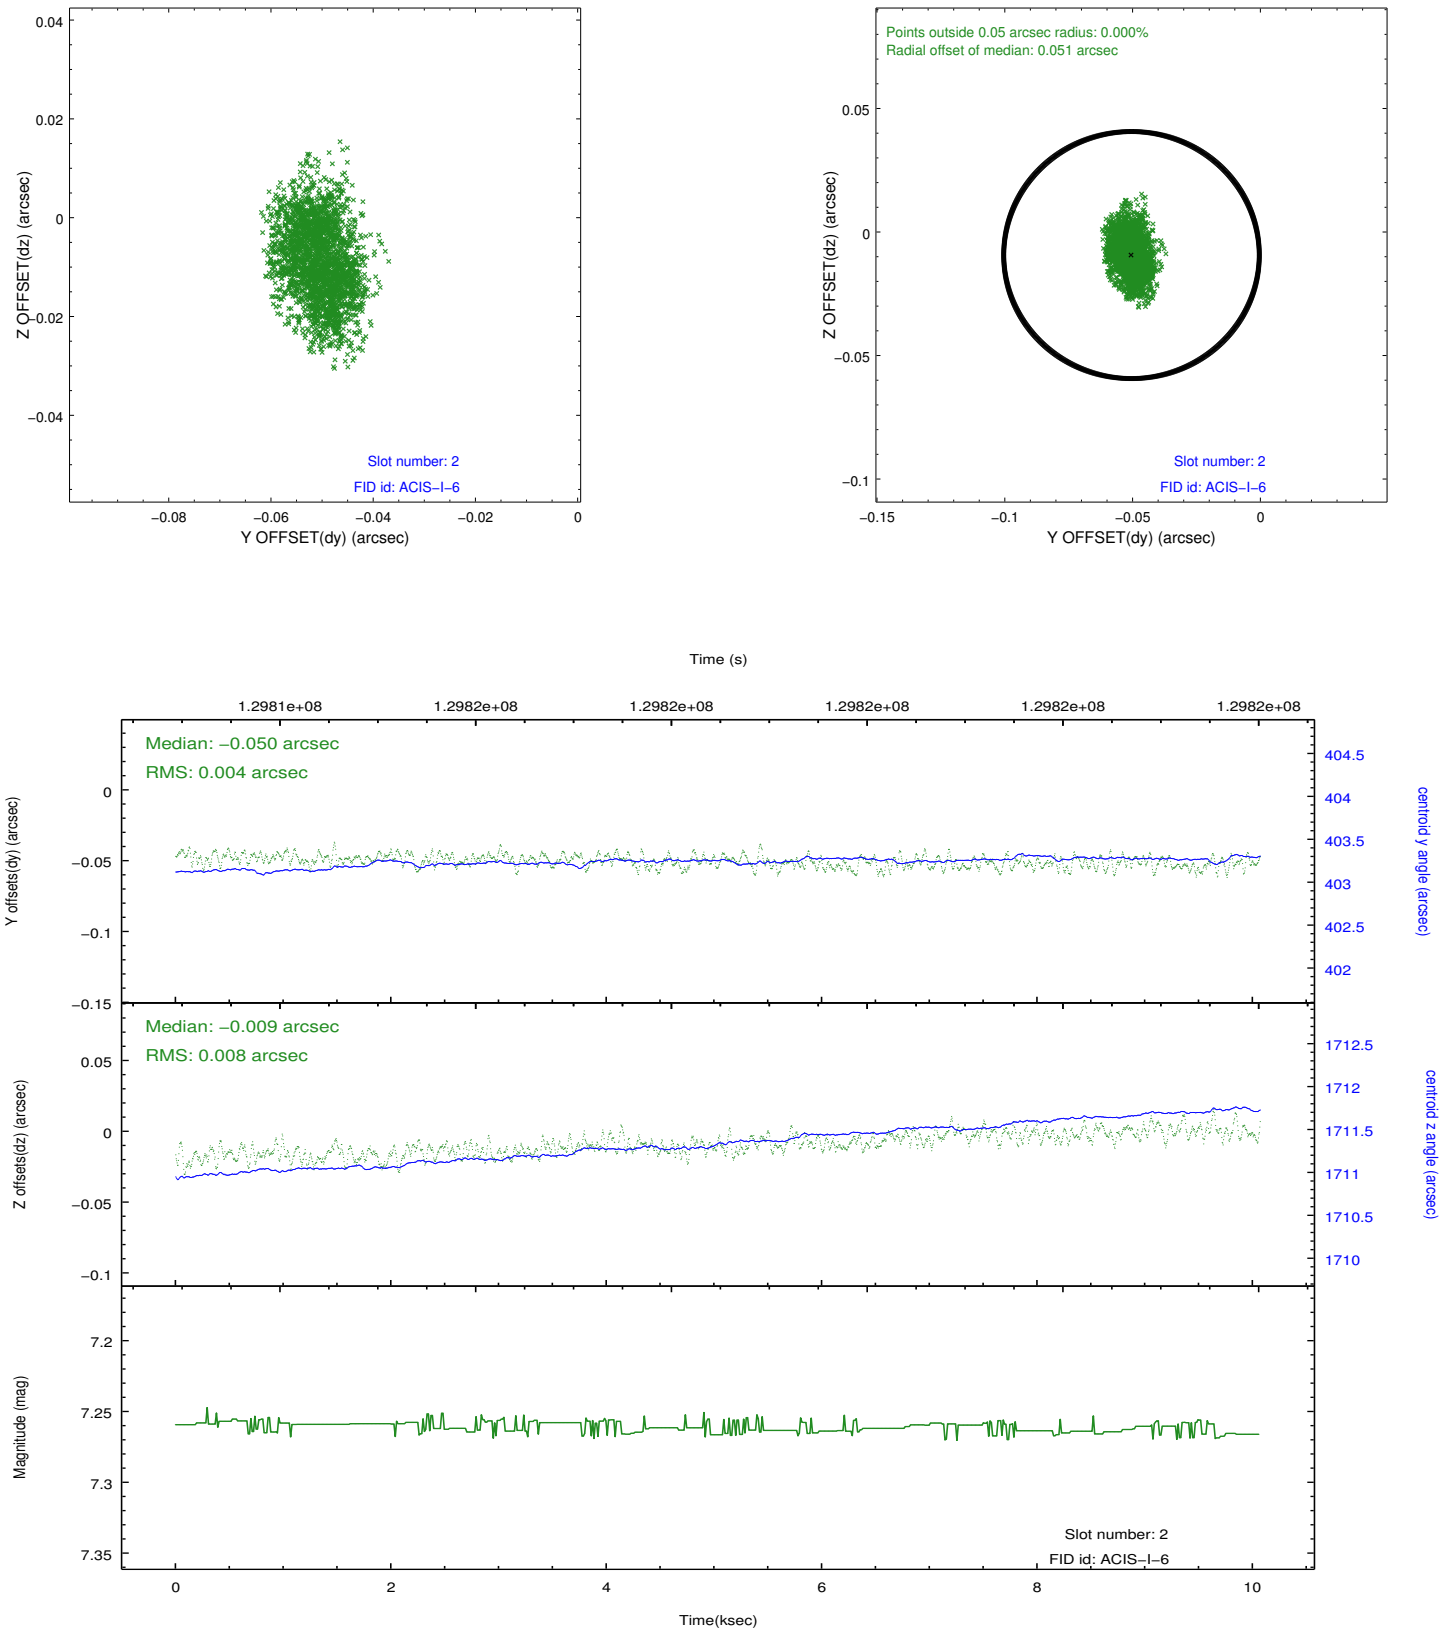 0.04
0.02
0
−0.02
−0.04
Z OFFSET(dz) (arcsec)
Slot number: 2
FID id: ACIS−I−6
−0.08
−0.06
−0.04
−0.02
0
Y OFFSET(dy) (arcsec)
Points outside 0.05 arcsec radius: 0.000%
Radial offset of median: 0.051 arcsec
0.05
0
−0.05
−0.1
Z OFFSET(dz) (arcsec)
Slot number: 2
FID id: ACIS−I−6
−0.15
−0.1
−0.05
0
Y OFFSET(dy) (arcsec)
Time (s)
1.2981e+08
1.2982e+08
1.2982e+08
1.2982e+08
1.2982e+08
1.2982e+08
Median: −0.050 arcsec
RMS: 0.004 arcsec
0
−0.05
−0.1
−0.15
Y offsets(dy) (arcsec)
404.5
404
403.5
403
402.5
402
centroid y angle (arcsec)
Median: −0.009 arcsec
RMS: 0.008 arcsec
0.05
0
−0.05
−0.1
Z offsets(dz) (arcsec)
1712.5
1712
1711.5
1711
1710.5
1710
centroid z angle (arcsec)
7.2
7.25
7.3
7.35
Magnitude (mag)
Slot number: 2
FID id: ACIS−I−6
0
2
4
6
8
10
Time(ksec)